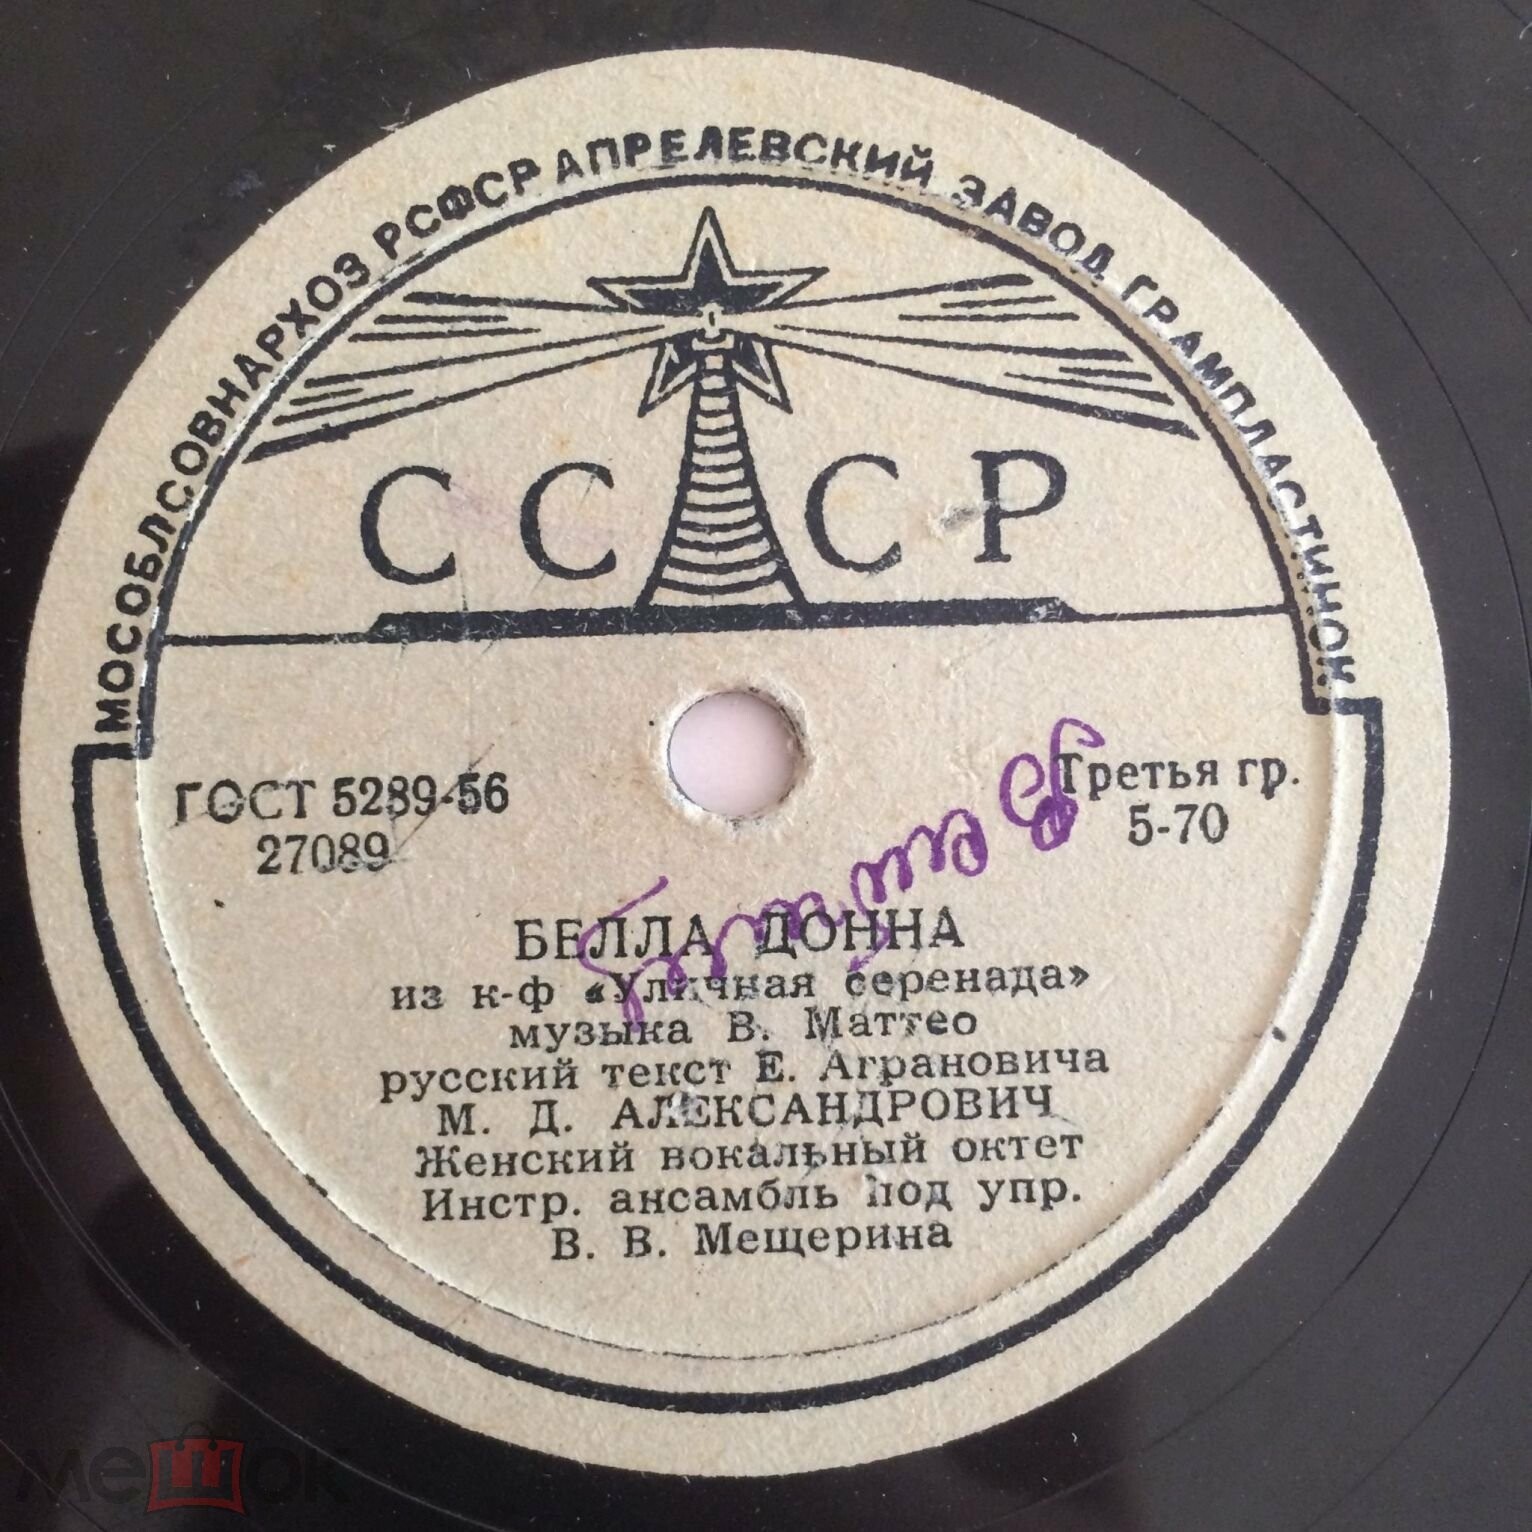 МОСОБЛСОВНАРХОЗ РСФСР АПРЕЛЕВСКИЙ ЗАВОД ГРАМПЛАСТИНОК
СССР
ГОСТ 5289-56
27089
Третья гр.
5-70
БЕЛЛА ДОННА
из к-ф «Уличная серенада»
музыка В. Маттео
русский текст Е. Аграновича
М. Д. АЛЕКСАНДРОВИЧ
Женский вокальный октет
Инстр. ансамбль под упр.
В. В. Мещерина
мешок